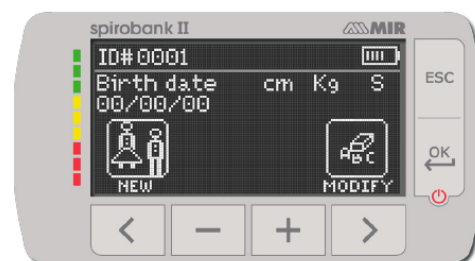 spirobank II MIR
ID#0001
Birth date cm Kg S
00/00/00
ABC
NEW MODIFY
ESC
OK
< − + >